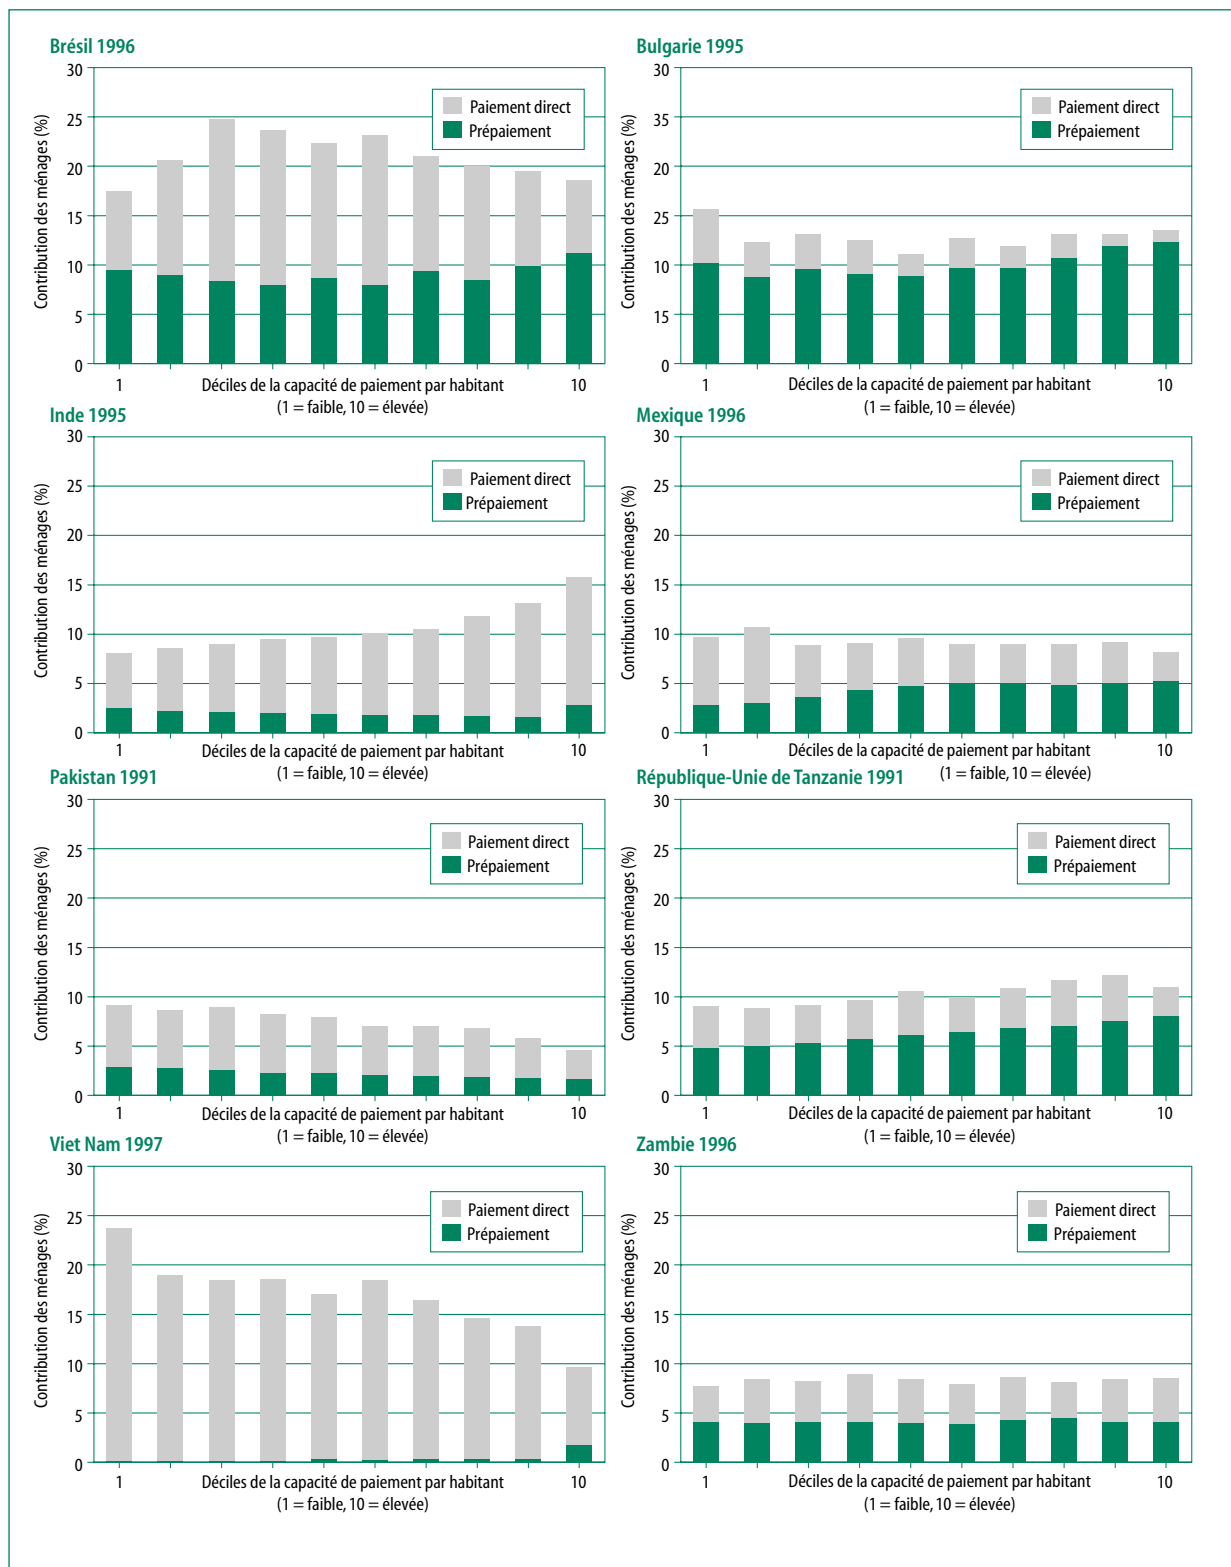 Brésil 1996
Contribution des ménages (%)
30
25
20
15
10
5
0
Paiement direct
Prépaiement
1
Déciles de la capacité de paiement par habitant
10
(1 = faible, 10 = élevée)
Bulgarie 1995
Contribution des ménages (%)
30
35
20
25
10
15
0
Paiement direct
Prépaiement
1
Déciles de la capacité de paiement par habitant
10
(1 = faible, 10 = élevée)
Inde 1995
Contribution des ménages (%)
30
25
20
15
10
5
0
Paiement direct
Prépaiement
1
Déciles de la capacité de paiement par habitant
10
(1 = faible, 10 = élevée)
Mexique 1996
Contribution des ménages (%)
30
25
20
15
10
5
0
Paiement direct
Prépaiement
1
Déciles de la capacité de paiement par habitant
10
(1 = faible, 10 = élevée)
Pakistan 1991
Contribution des ménages (%)
30
25
20
15
10
5
0
Paiement direct
Prépaiement
1
Déciles de la capacité de paiement par habitant
10
(1 = faible, 10 = élevée)
République-Unie de Tanzanie 1991
Contribution des ménages (%)
30
25
20
15
10
5
0
Paiement direct
Prépaiement
1
Déciles de la capacité de paiement par habitant
10
(1 = faible, 10 = élevée)
Viet Nam 1997
Contribution des ménages (%)
30
25
20
15
10
5
0
Paiement direct
Prépaiement
1
Déciles de la capacité de paiement par habitant
10
(1 = faible, 10 = élevée)
Zambie 1996
Contribution des ménages (%)
30
25
20
15
10
5
0
Paiement direct
Prépaiement
1
Déciles de la capacité de paiement par habitant
10
(1 = faible, 10 = élevée)